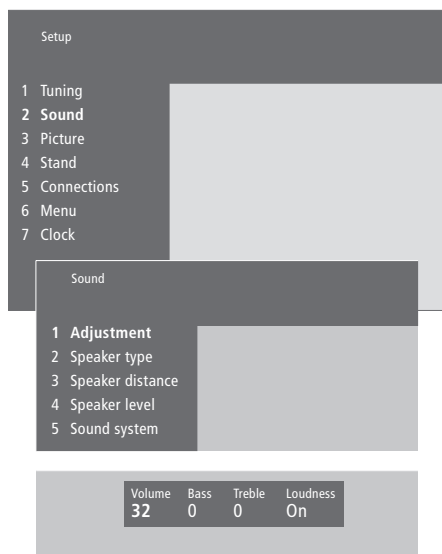 Setup
1 Tuning
2 Sound
3 Picture
4 Stand
5 Connections
6 Menu
7 Clock
Sound
1 Adjustment
2 Speaker type
3 Speaker distance
4 Speaker level
5 Sound system
Volume Bass Treble Loudness
32 0 0 On